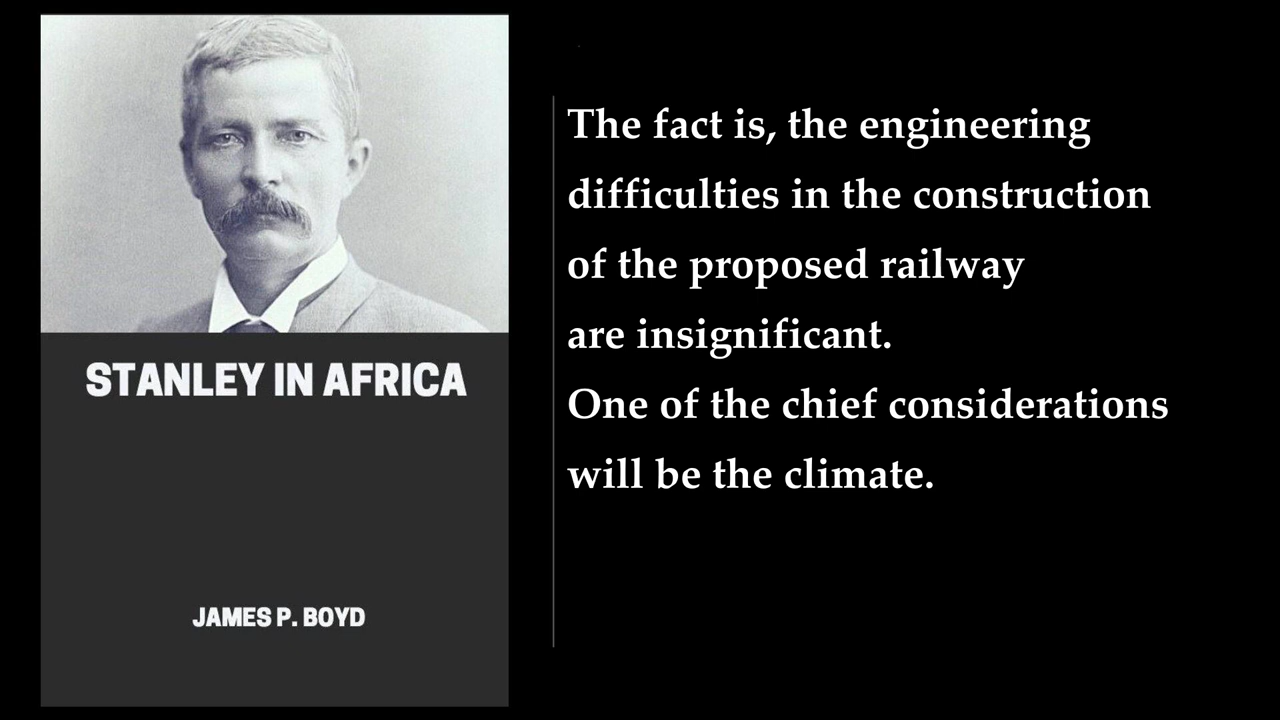 STANLEY IN AFRICA
JAMES P. BOYD
The fact is, the engineering
difficulties in the construction
of the proposed railway
are insignificant.
One of the chief considerations
will be the climate.